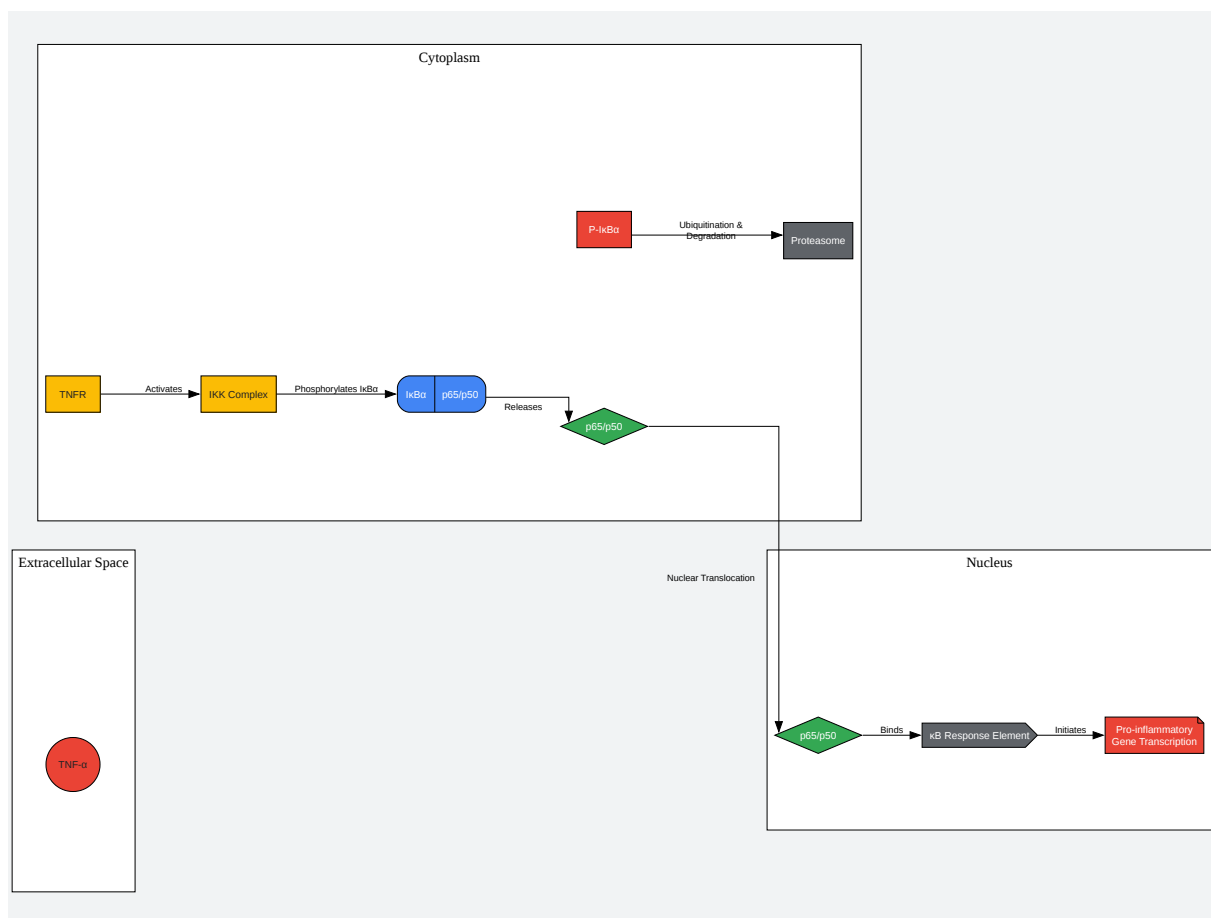 Cytoplasm
P-IκBα
Ubiquitination &
Degradation
Proteasome
TNFR
Activates
IKK Complex
Phosphorylates IκBα
IκBα
p65/p50
Releases
p65/p50
Extracellular Space
TNF-α
Nuclear Translocation
Nucleus
p65/p50
Binds
κB Response Element
Initiates
Pro-inflammatory
Gene Transcription